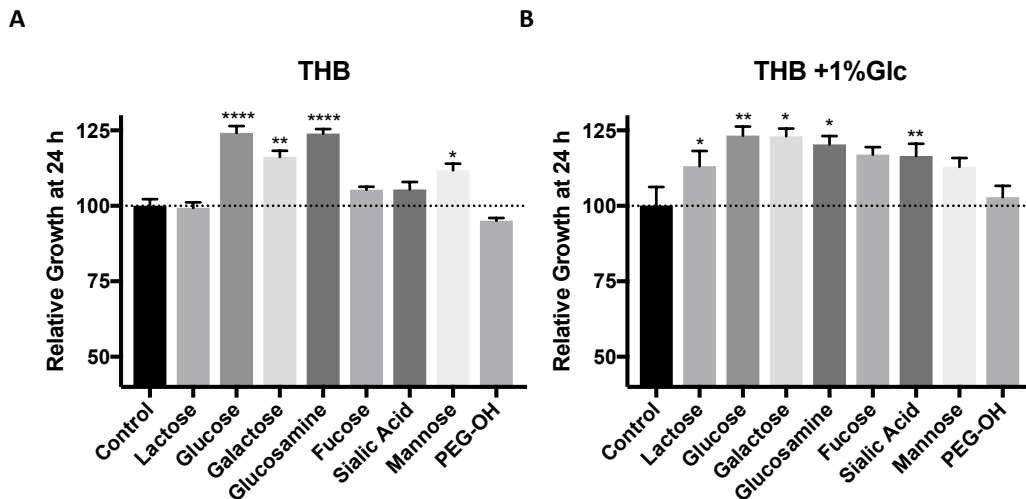 A
THB
Relative Growth at 24 h
125
100
75
50
****
**
****
*
Control
Lactose
Glucose
Galactose
Glucosamine
Fucose
Sialic Acid
Mannose
PEG-OH
B
THB +1%Glc
Relative Growth at 24 h
125
100
75
50
*
**
*
*
**
Control
Lactose
Glucose
Galactose
Glucosamine
Fucose
Sialic Acid
Mannose
PEG-OH